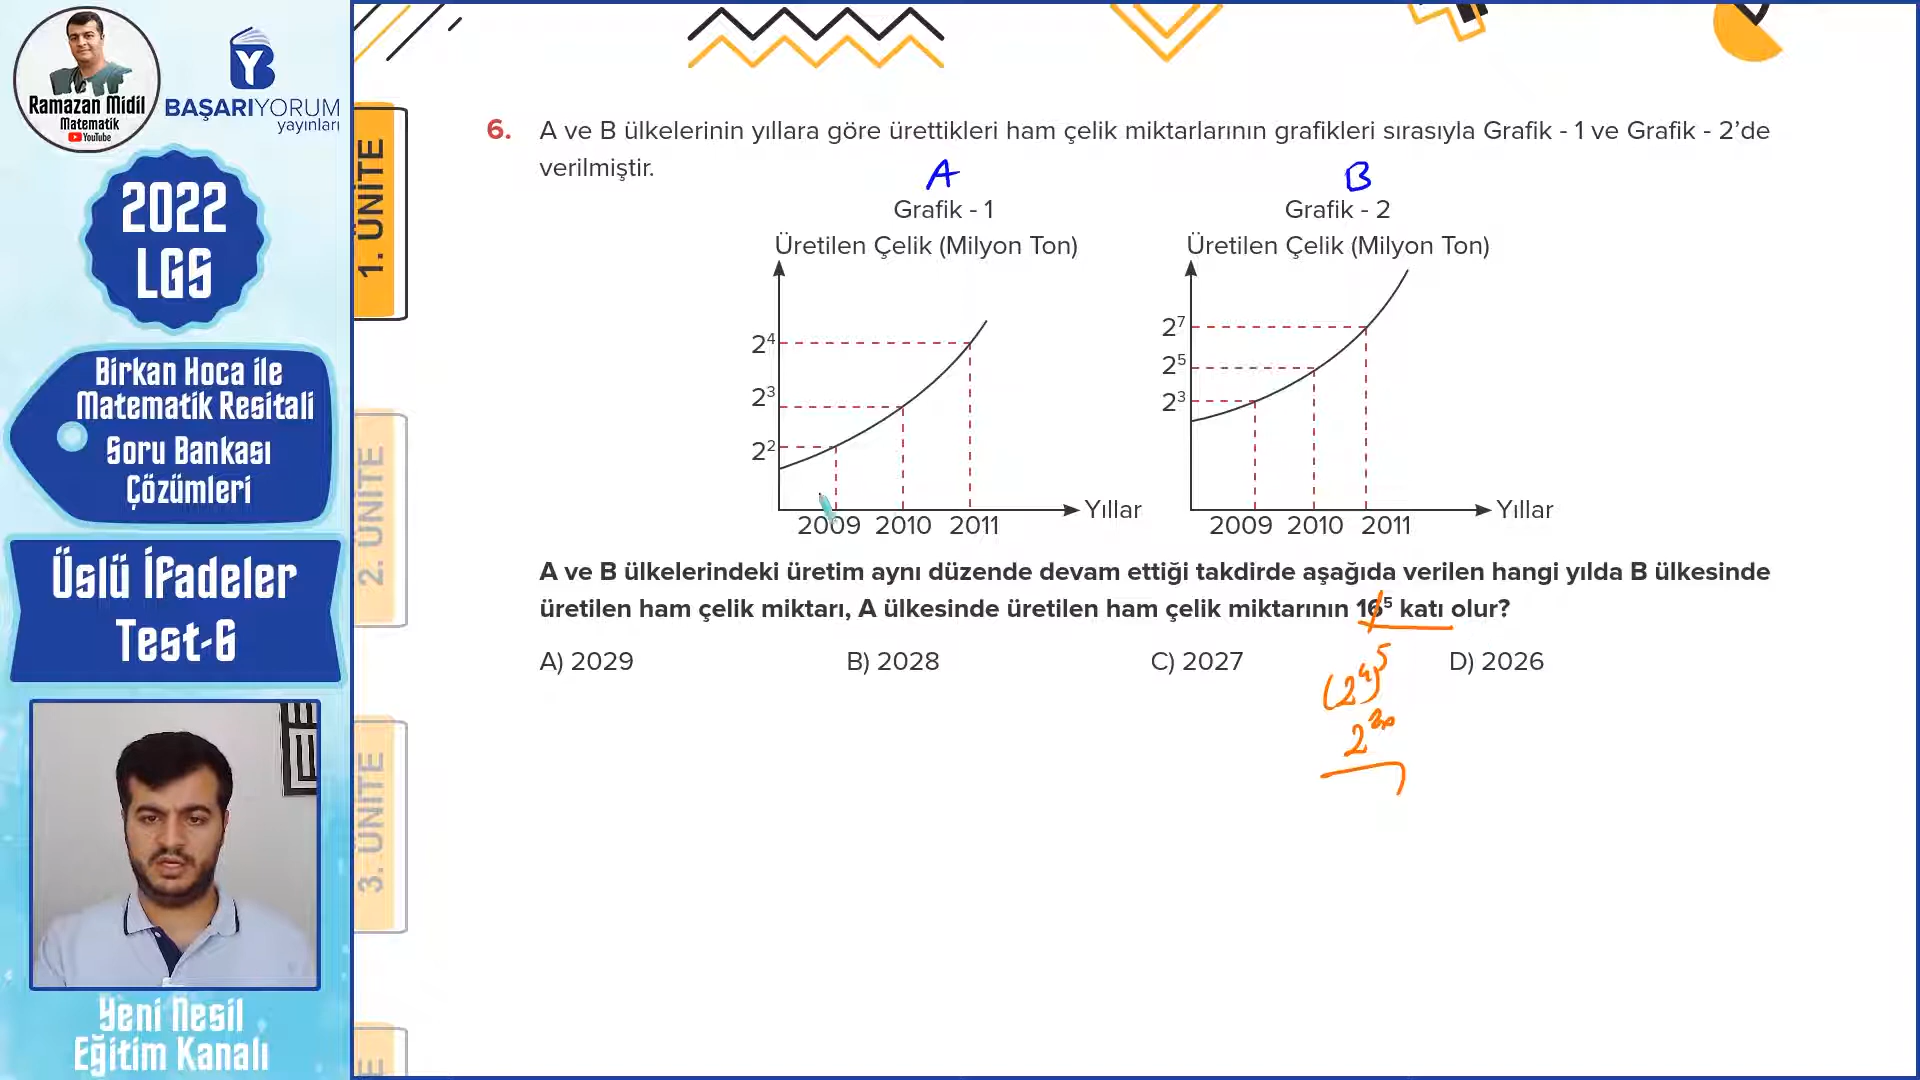 Ramazan Midil
Matematik
YouTube
BAŞARIYORUM
yayınları
2022
LGS
Birkan Hoca ile
Matematik Resitali
Soru Bankası
Çözümleri
Üslü İfadeler
Test-6
Yeni Nesil
Eğitim Kanalı
1. ÜNİTE
2. ÜNİTE
3. ÜNİTE
E
6. A ve B ülkelerinin yıllara göre ürettikleri ham çelik miktarlarının grafikleri sırasıyla Grafik - 1 ve Grafik - 2’de
verilmiştir.
A
Grafik - 1
Üretilen Çelik (Milyon Ton)
2⁴
2³
2²
2009 2010 2011
Yıllar
B
Grafik - 2
Üretilen Çelik (Milyon Ton)
2⁷
2⁵
2³
2009 2010 2011
Yıllar
A ve B ülkelerindeki üretim aynı düzende devam ettiği takdirde aşağıda verilen hangi yılda B ülkesinde
üretilen ham çelik miktarı, A ülkesinde üretilen ham çelik miktarının 16⁵ katı olur?
A) 2029 B) 2028 C) 2027 D) 2026
(2⁴)⁵
2²⁰